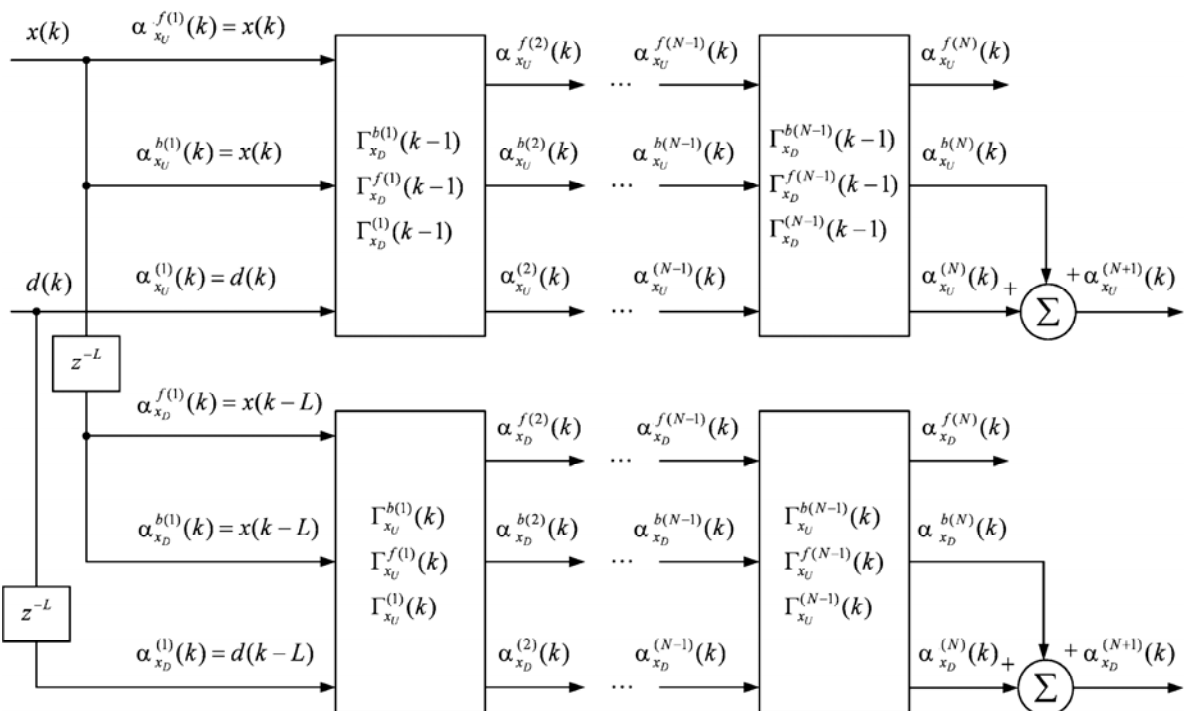 x(k)
α_{x_U}^{f(1)}(k) = x(k)
α_{x_U}^{f(2)}(k)
α_{x_U}^{f(N-1)}(k)
α_{x_U}^{f(N)}(k)
...
Γ_{x_D}^{b(1)}(k-1)
Γ_{x_D}^{f(1)}(k-1)
Γ_{x_D}^{(1)}(k-1)
Γ_{x_D}^{b(N-1)}(k-1)
Γ_{x_D}^{f(N-1)}(k-1)
Γ_{x_D}^{(N-1)}(k-1)
α_{x_U}^{b(1)}(k) = x(k)
α_{x_U}^{b(2)}(k)
α_{x_U}^{b(N-1)}(k)
α_{x_U}^{b(N)}(k)
...
d(k)
α_{x_U}^{(1)}(k) = d(k)
α_{x_U}^{(2)}(k)
α_{x_U}^{(N-1)}(k)
α_{x_U}^{(N)}(k)
+
+
α_{x_U}^{(N+1)}(k)
...
Σ
z^{-L}
α_{x_D}^{f(1)}(k) = x(k-L)
α_{x_D}^{f(2)}(k)
α_{x_D}^{f(N-1)}(k)
α_{x_D}^{f(N)}(k)
...
Γ_{x_U}^{b(1)}(k)
Γ_{x_U}^{f(1)}(k)
Γ_{x_U}^{(1)}(k)
Γ_{x_U}^{b(N-1)}(k)
Γ_{x_U}^{f(N-1)}(k)
Γ_{x_U}^{(N-1)}(k)
α_{x_D}^{b(1)}(k) = x(k-L)
α_{x_D}^{b(2)}(k)
α_{x_D}^{b(N-1)}(k)
α_{x_D}^{b(N)}(k)
...
z^{-L}
α_{x_D}^{(1)}(k) = d(k-L)
α_{x_D}^{(2)}(k)
α_{x_D}^{(N-1)}(k)
α_{x_D}^{(N)}(k)
+
+
α_{x_D}^{(N+1)}(k)
...
Σ